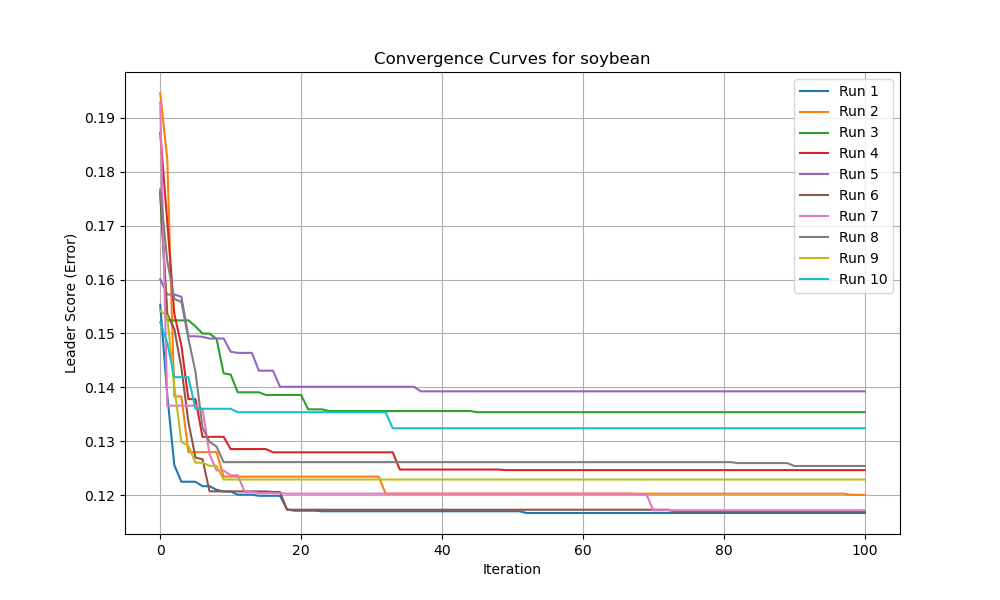 Convergence Curves for soybean
Leader Score (Error)
0.19
0.18
0.17
0.16
0.15
0.14
0.13
0.12
Run 1
Run 2
Run 3
Run 4
Run 5
Run 6
Run 7
Run 8
Run 9
Run 10
0 20 40 60 80 100
Iteration